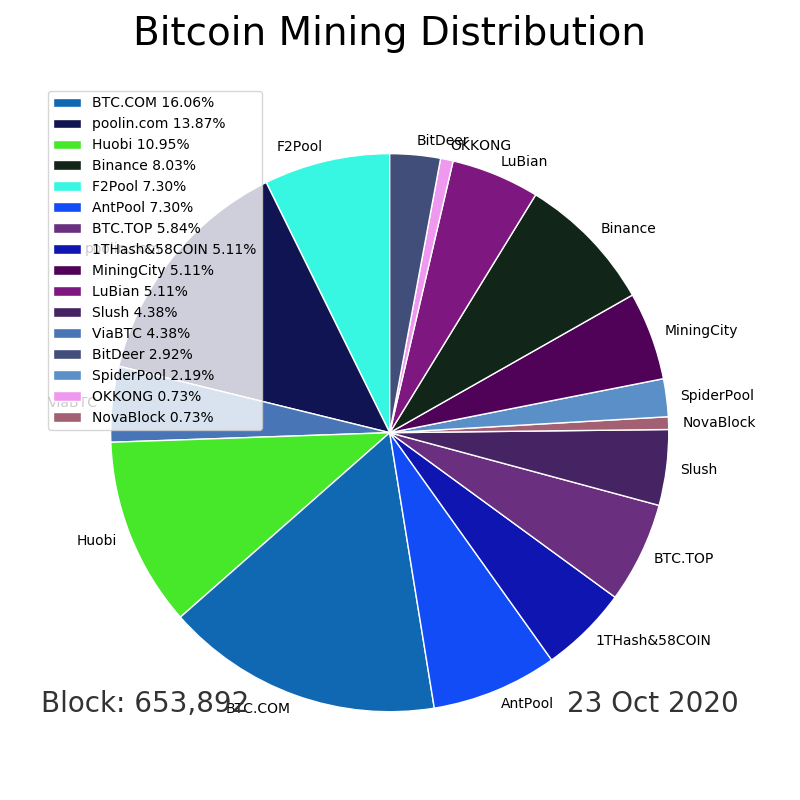 Bitcoin Mining Distribution
BTC.COM 16.06%
poolin.com 13.87%
Huobi 10.95%
Binance 8.03%
F2Pool 7.30%
AntPool 7.30%
BTC.TOP 5.84%
1THash&58COIN 5.11%
MiningCity 5.11%
LuBian 5.11%
Slush 4.38%
ViaBTC 4.38%
BitDeer 2.92%
SpiderPool 2.19%
OKKONG 0.73%
NovaBlock 0.73%
F2Pool
BitDeer
OKKONG
LuBian
Binance
MiningCity
SpiderPool
NovaBlock
Slush
BTC.TOP
1THash&58COIN
AntPool
BTC.COM
Huobi
ViaBTC
Block: 653,892
23 Oct 2020